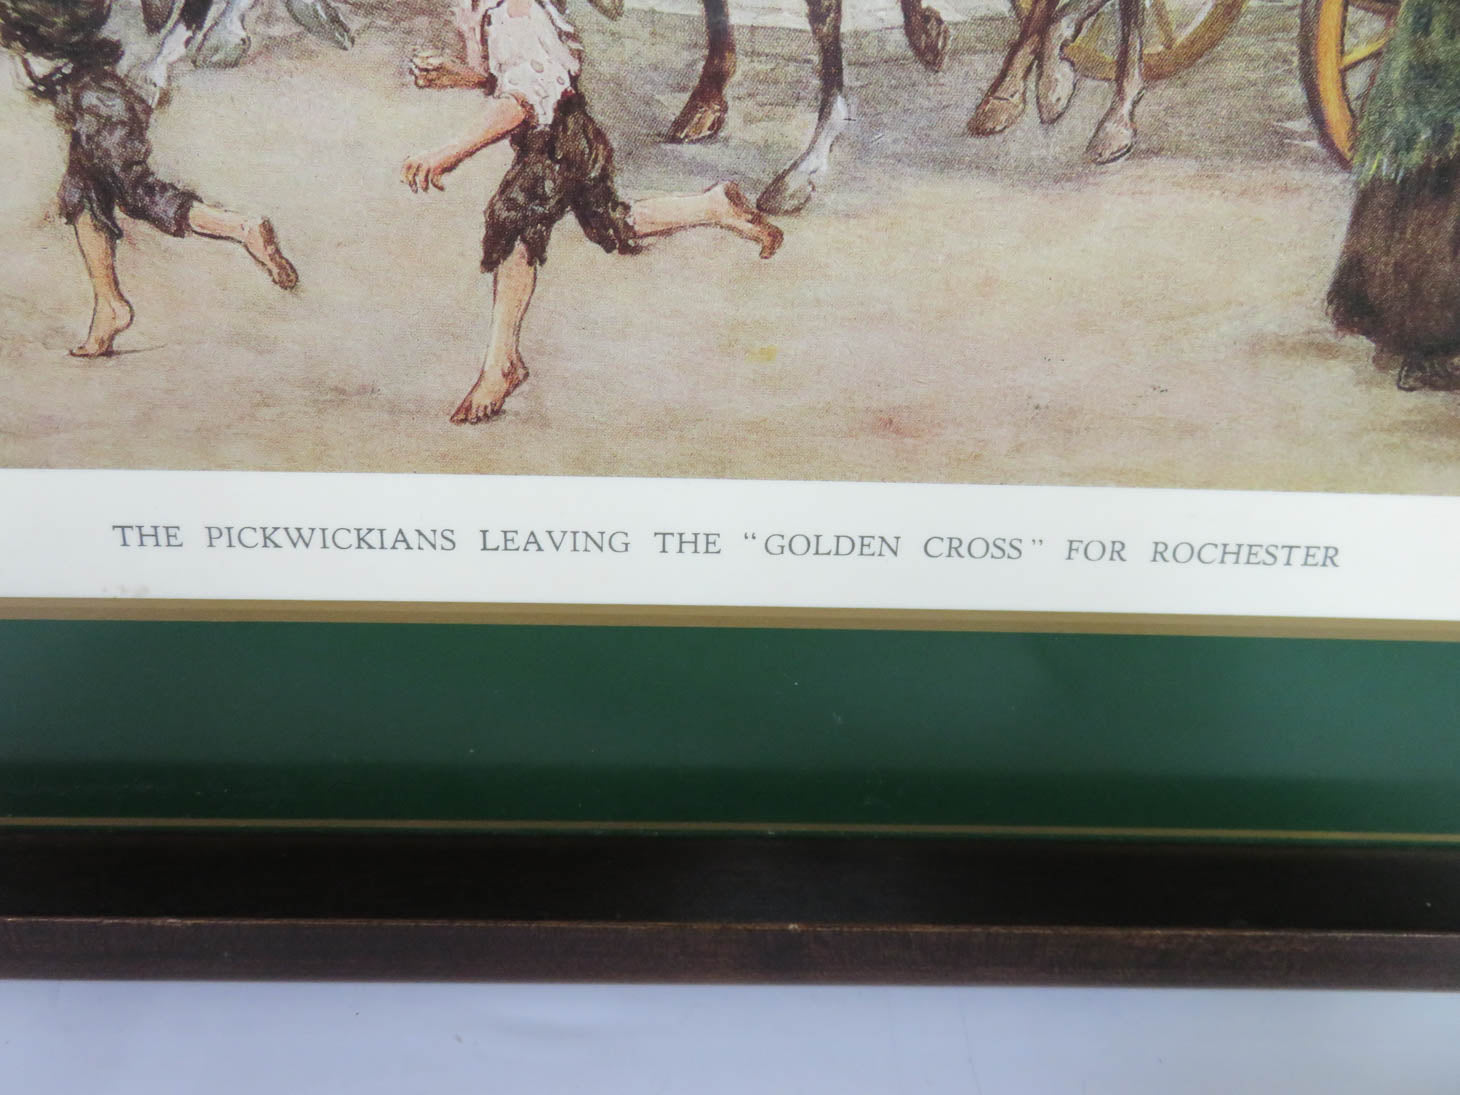 THE PICKWICKIANS LEAVING THE “GOLDEN CROSS” FOR ROCHESTER